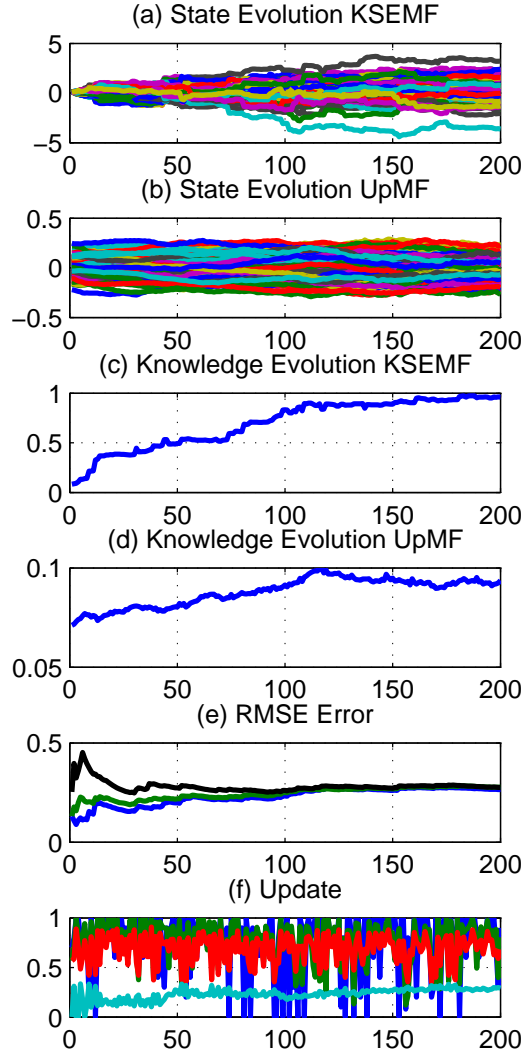 (a) State Evolution KSEMF
5
0
−5
0 50 100 150 200
(b) State Evolution UpMF
0.5
0
−0.5
0 50 100 150 200
(c) Knowledge Evolution KSEMF
1
0.5
0
0 50 100 150 200
(d) Knowledge Evolution UpMF
0.1
0.05
0 50 100 150 200
(e) RMSE Error
0.5
0
0 50 100 150 200
(f) Update
1
0.5
0
0 50 100 150 200